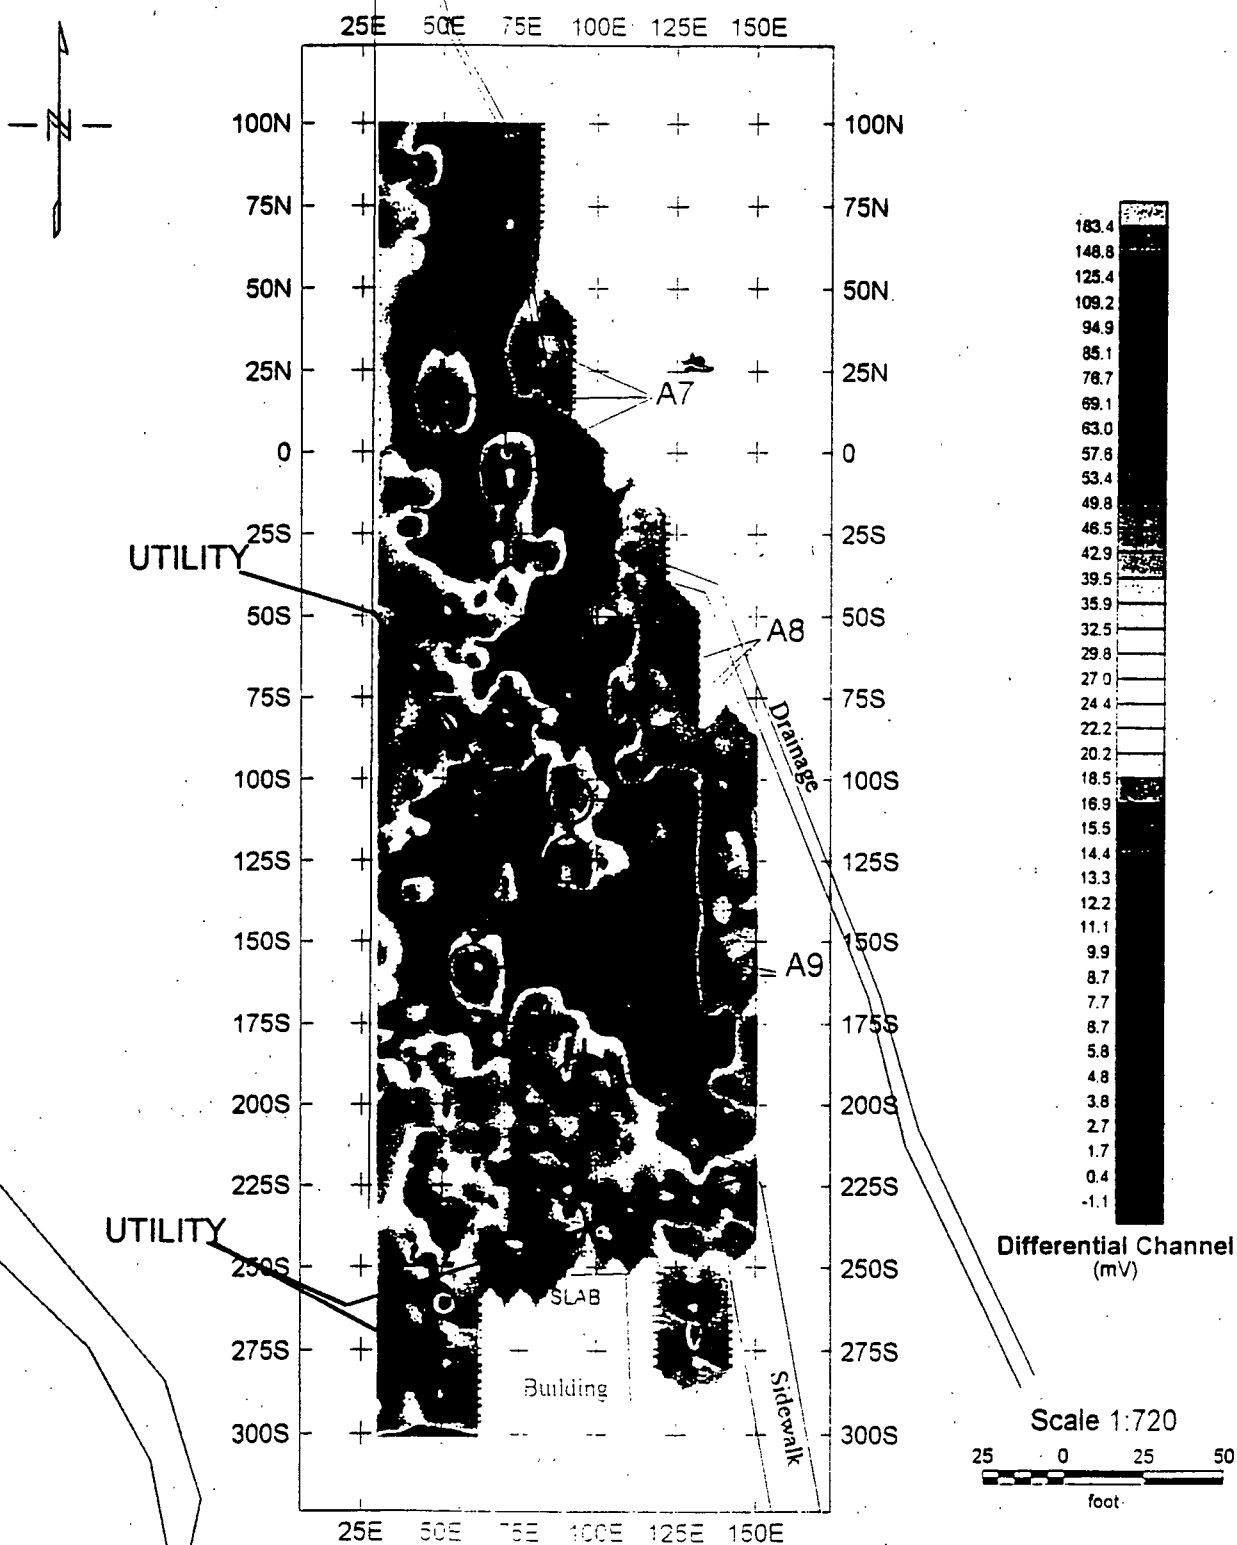 25E 50E 75E 100E 125E 150E
N
100N 100N
75N 75N
50N 50N
25N 25N
A7
0 0
25S 25S
UTILITY
50S 50S
A8
75S 75S
Drainage
100S 100S
125S 125S
150S 150S
A9
175S 175S
200S 200S
225S 225S
UTILITY
250S 250S
SLAB
275S 275S
Building
Sidewalk
300S 300S
25E 50E 75E 100E 125E 150E
183.4
148.8
125.4
109.2
94.9
85.1
76.7
69.1
63.0
57.6
53.4
49.8
46.5
42.9
39.5
35.9
32.5
29.8
27.0
24.4
22.2
20.2
18.5
16.9
15.5
14.4
13.3
12.2
11.1
9.9
8.7
7.7
6.7
5.8
4.8
3.8
2.7
1.7
0.4
-1.1
Differential Channel
(mV)
Scale 1:720
25 0 25 50
foot